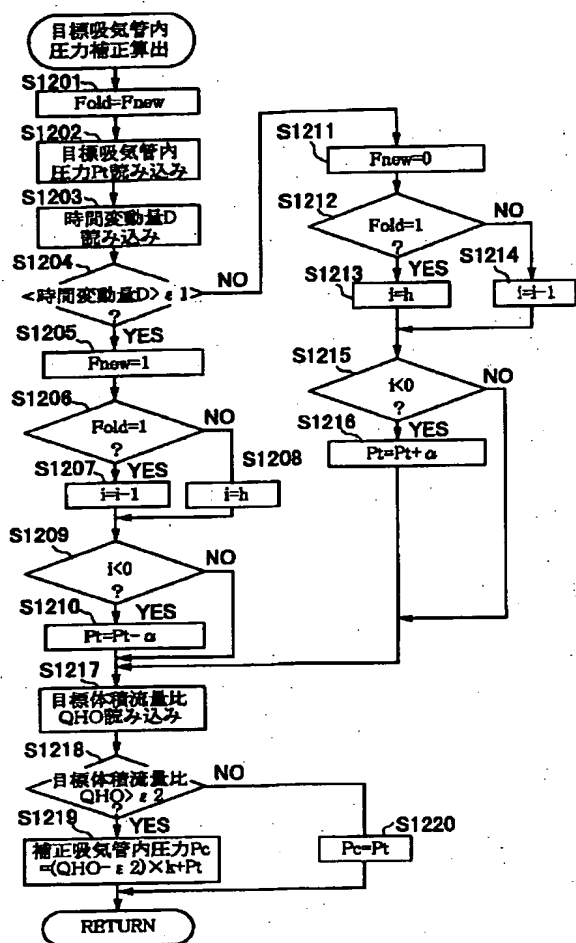 目標吸気管内
圧力補正算出
S1201
Fold=Fnew
S1202
目標吸気管内
圧力Pt読み込み
S1203
時間変動量D
読み込み
S1204
<時間変動量D> ε1>
?
NO
YES
S1205
Fnew=1
S1206
Fold=1
?
NO
YES
S1207
i=i-1
S1208
i=h
S1209
i<0
?
NO
YES
S1210
Pt=Pt-α
S1211
Fnew=0
S1212
Fold=1
?
NO
YES
S1213
i=h
S1214
i=i-1
S1215
i<0
?
NO
YES
S1216
Pt=Pt+α
S1217
目標体積流量比
QHO読み込み
S1218
目標体積流量比
QHO> ε2
?
NO
YES
S1219
補正吸気管内圧力Pc
=(QHO-ε2)×k+Pt
S1220
Pc=Pt
RETURN